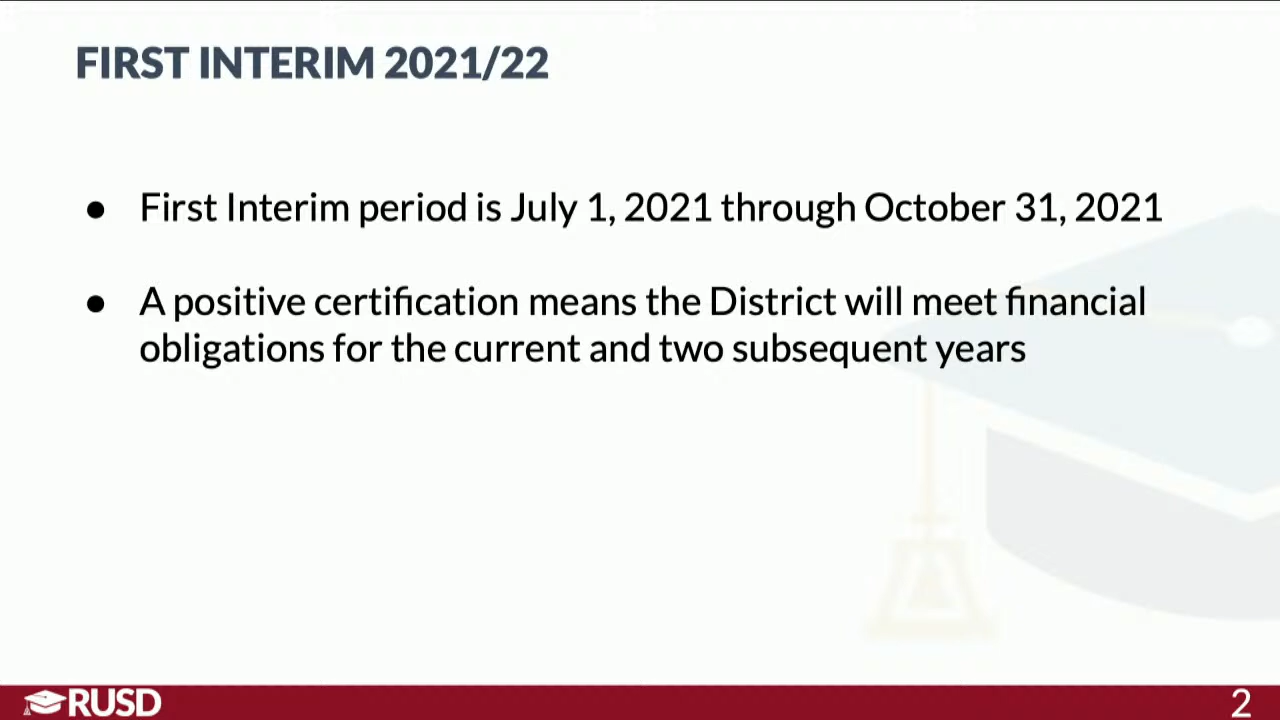 FIRST INTERIM 2021/22
● First Interim period is July 1, 2021 through October 31, 2021
● A positive certification means the District will meet financial
obligations for the current and two subsequent years
RUSD
2